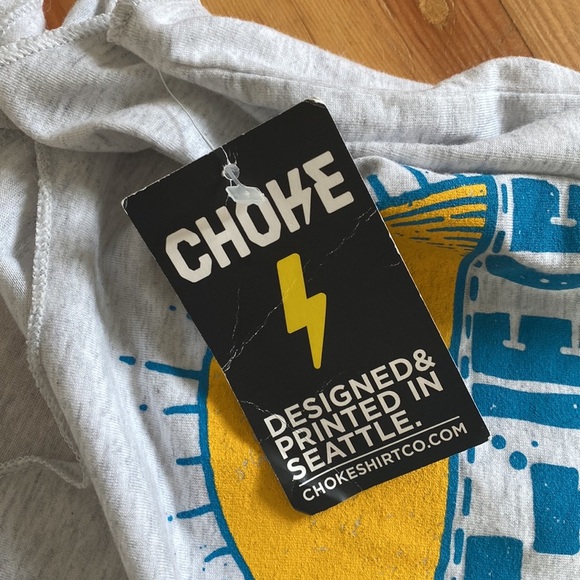 CHOKE
DESIGNED&
PRINTED IN
SEATTLE.
CHOKESHIRTCO.COM